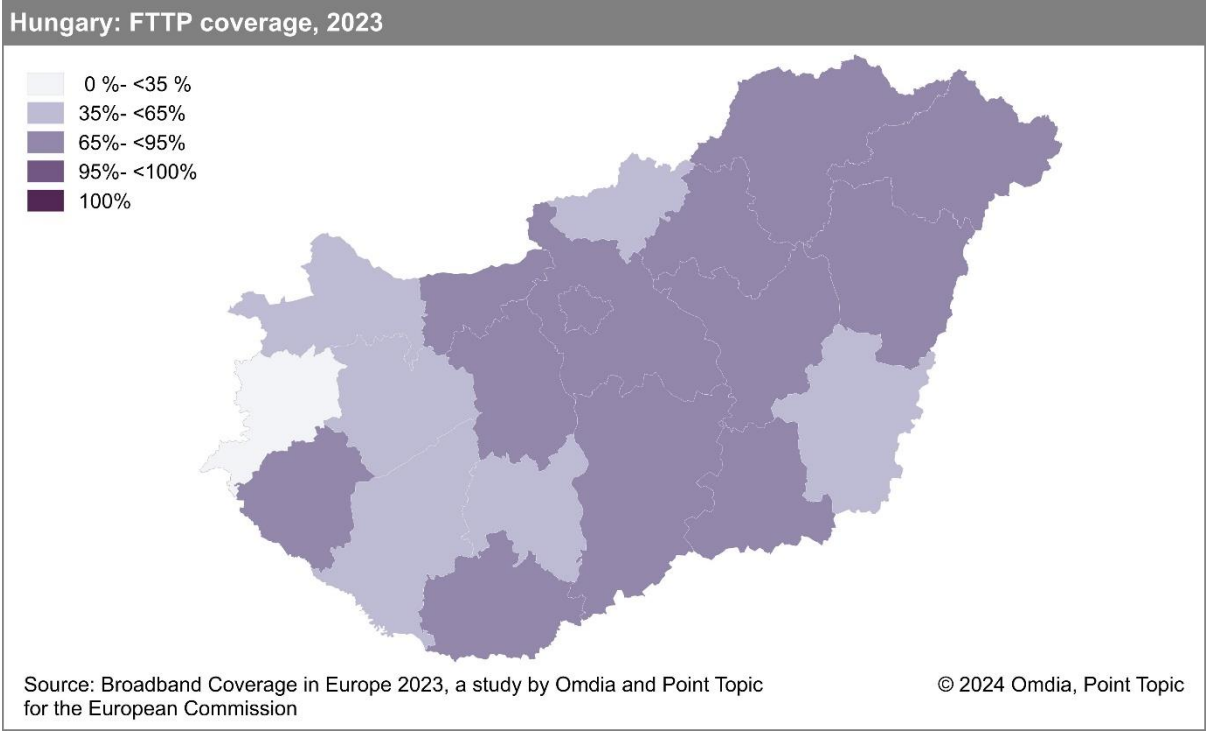 Hungary: FTTP coverage, 2023
0 %- <35 %
35%- <65%
65%- <95%
95%- <100%
100%
Source: Broadband Coverage in Europe 2023, a study by Omdia and Point Topic
for the European Commission
© 2024 Omdia, Point Topic